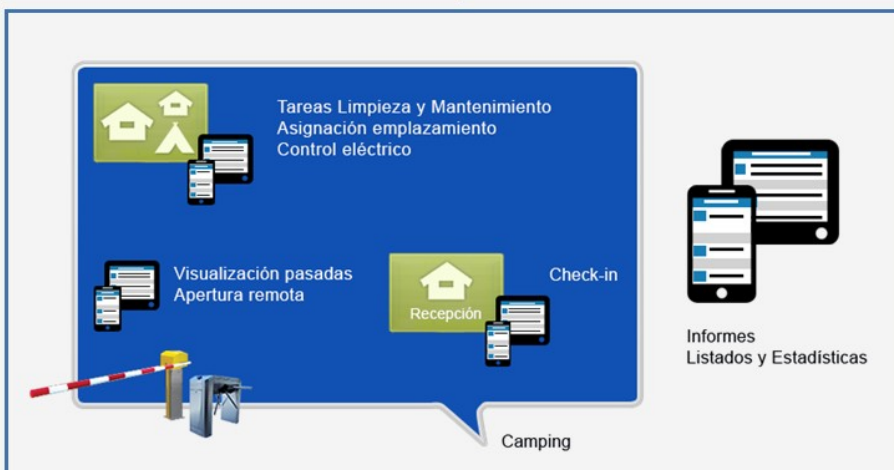 Tareas Limpieza y Mantenimiento
Asignación emplazamiento
Control eléctrico
Visualización pasadas
Apertura remota
Recepción
Check-in
Informes
Listados y Estadísticas
Camping